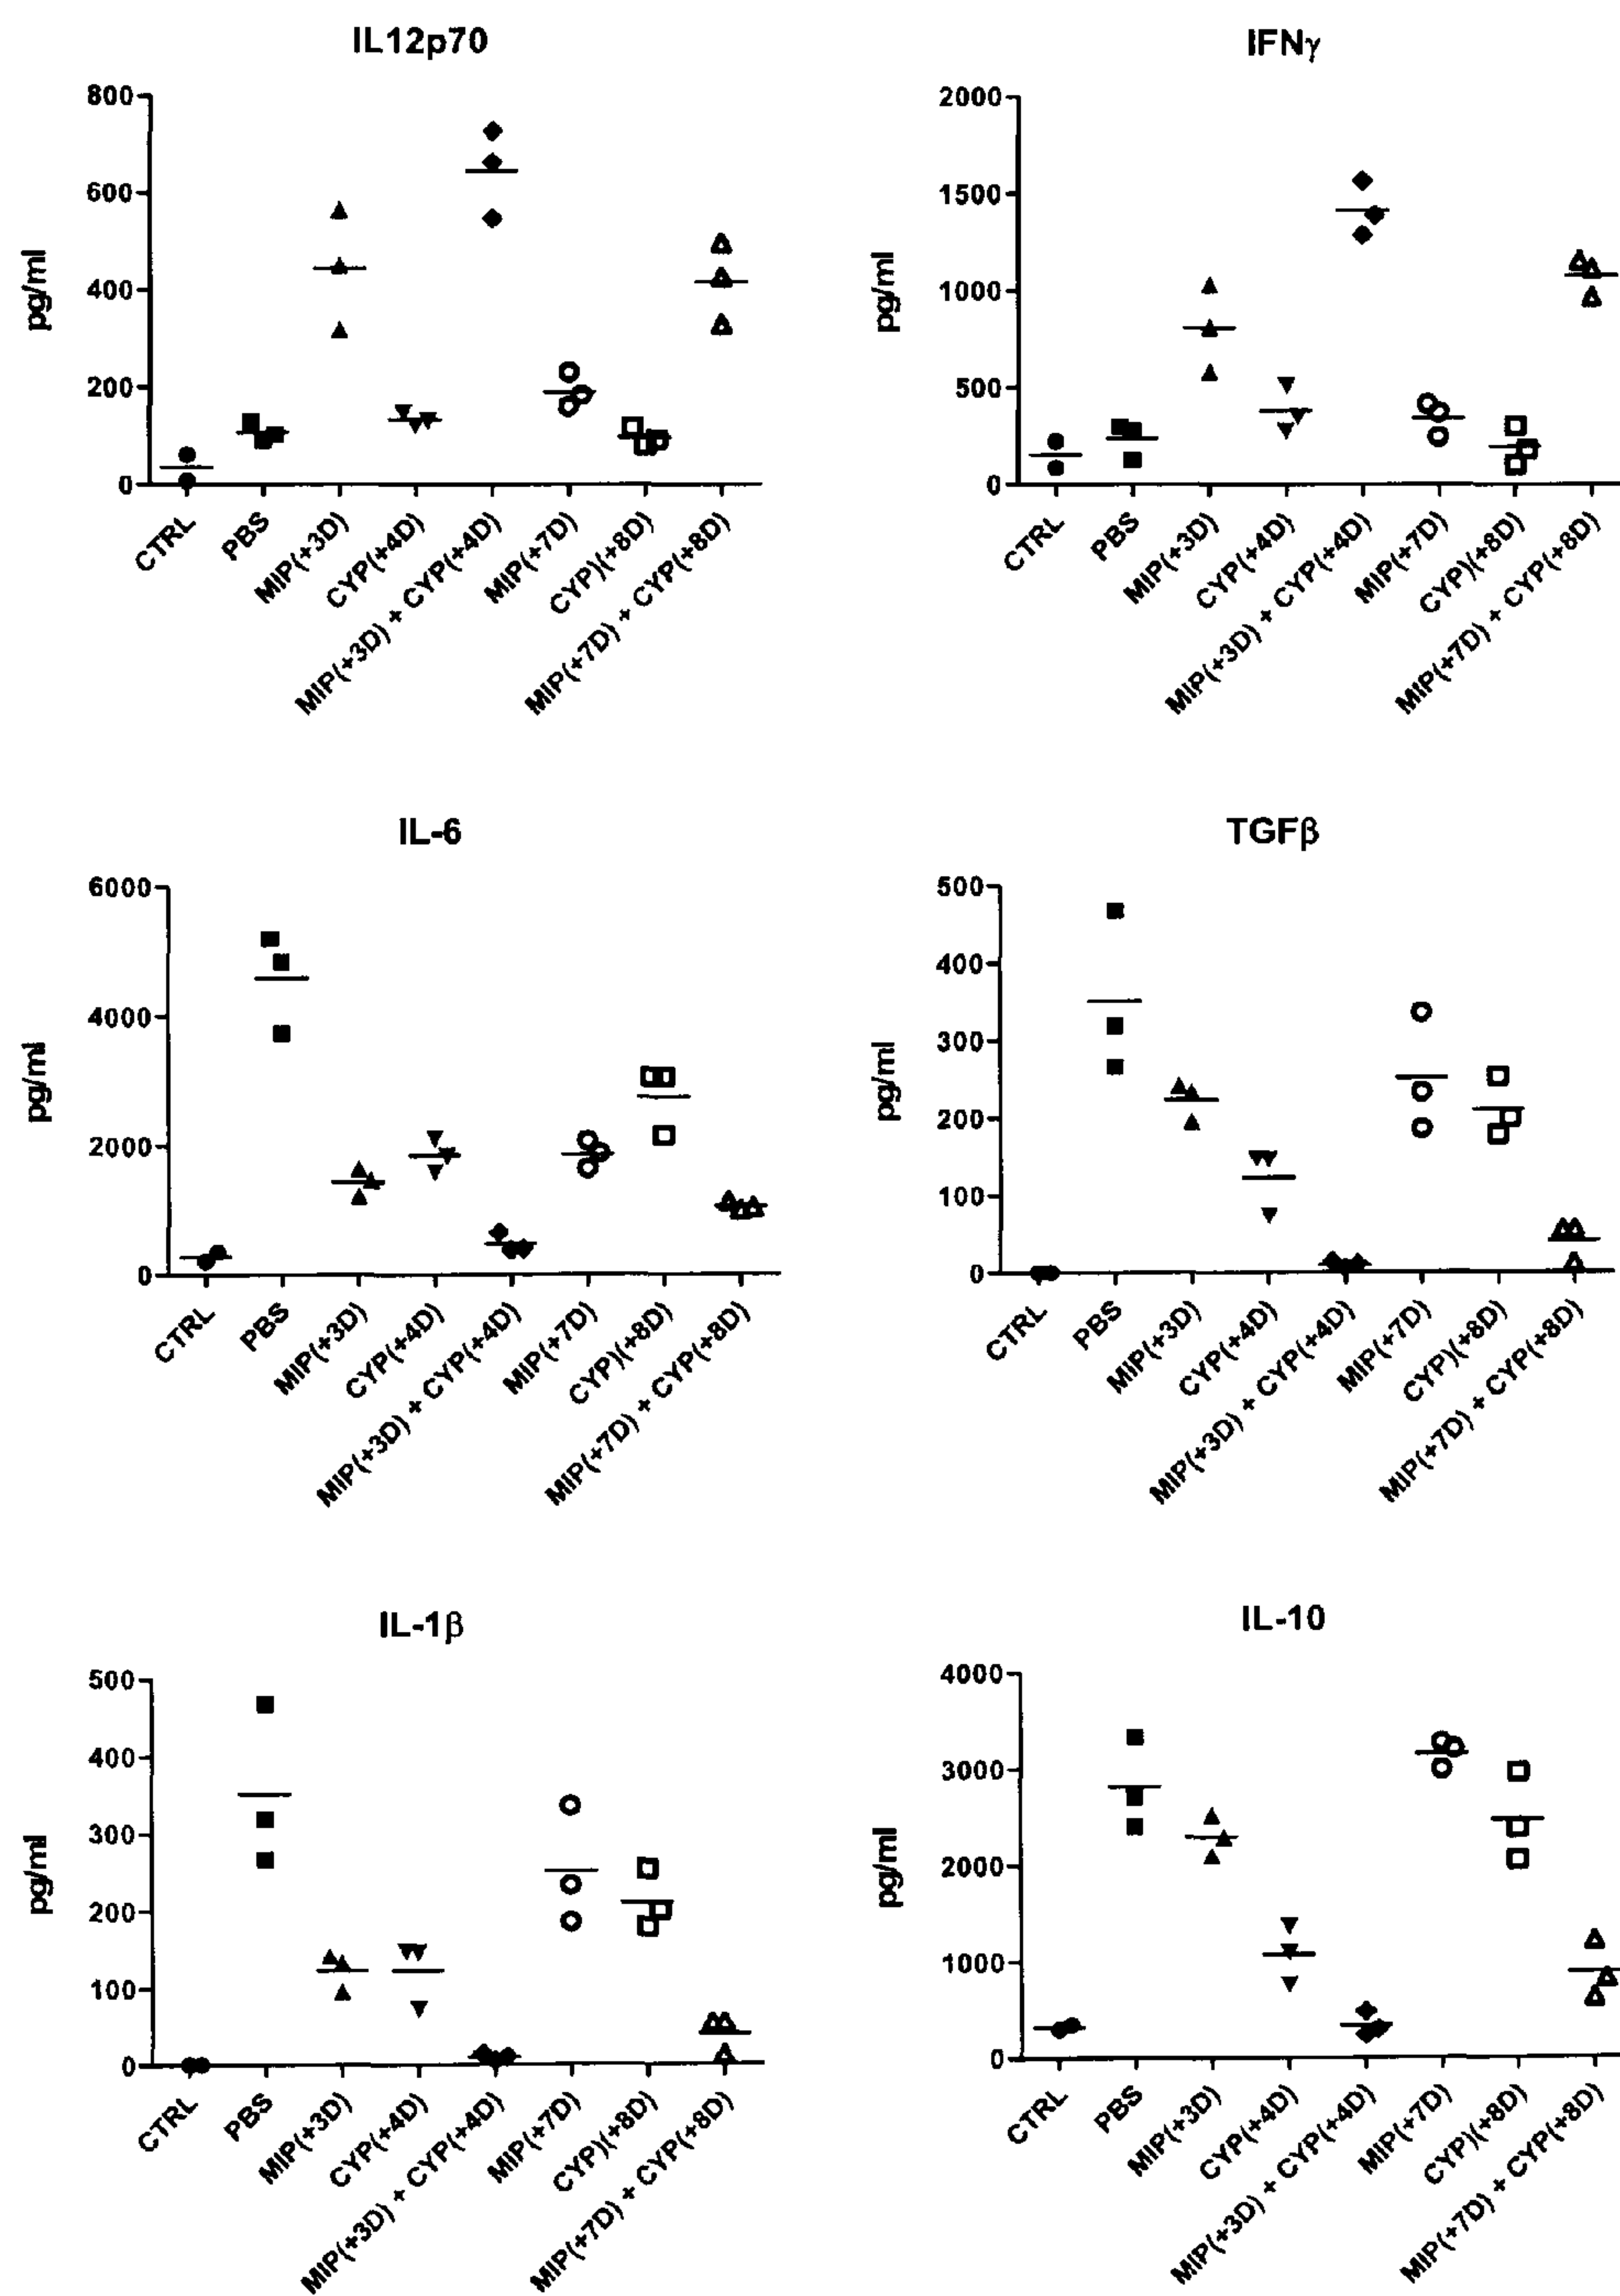 IL12p70
pg/ml
800
600
400
200
0
CTRL
PBS
MIP(+3D)
CYP(+4D)
MIP(+3D) + CYP(+4D)
MIP(+7D)
CYP)(+8D)
MIP(+7D) + CYP(+8D)
IFNγ
pg/ml
2000
1500
1000
500
0
CTRL
PBS
MIP(+3D)
CYP(+4D)
MIP(+3D) + CYP(+4D)
MIP(+7D)
CYP)(+8D)
MIP(+7D) + CYP(+8D)
IL-6
pg/ml
6000
4000
2000
0
CTRL
PBS
MIP(+3D)
CYP(+4D)
MIP(+3D) + CYP(+4D)
MIP(+7D)
CYP)(+8D)
MIP(+7D) + CYP(+8D)
TGFβ
pg/ml
500
400
300
200
100
0
CTRL
PBS
MIP(+3D)
CYP(+4D)
MIP(+3D) + CYP(+4D)
MIP(+7D)
CYP)(+8D)
MIP(+7D) + CYP(+8D)
IL-1β
pg/ml
500
400
300
200
100
0
CTRL
PBS
MIP(+3D)
CYP(+4D)
MIP(+3D) + CYP(+4D)
MIP(+7D)
CYP)(+8D)
MIP(+7D) + CYP(+8D)
IL-10
pg/ml
4000
3000
2000
1000
0
CTRL
PBS
MIP(+3D)
CYP(+4D)
MIP(+3D) + CYP(+4D)
MIP(+7D)
CYP)(+8D)
MIP(+7D) + CYP(+8D)